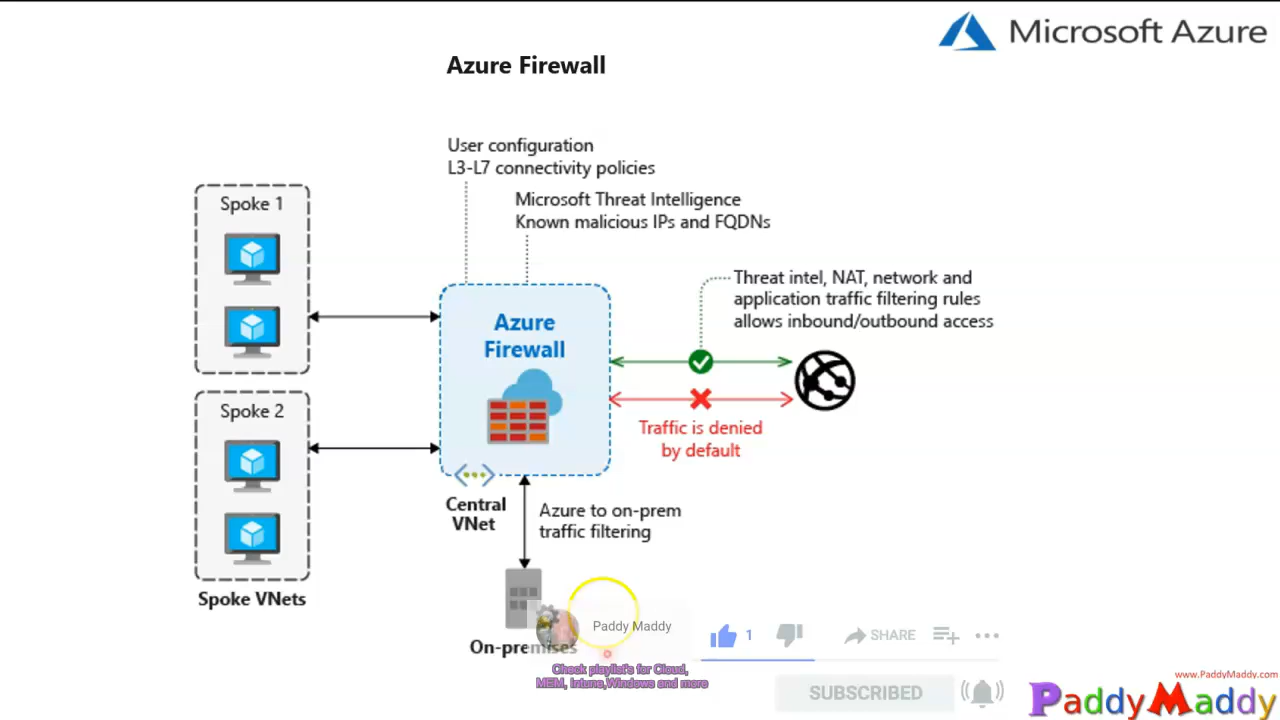 Microsoft Azure
Azure Firewall
User configuration
L3-L7 connectivity policies
Microsoft Threat Intelligence
Known malicious IPs and FQDNs
Spoke 1
Threat intel, NAT, network and
application traffic filtering rules
allows inbound/outbound access
Azure
Firewall
Spoke 2
Traffic is denied
by default
Central
VNet
Azure to on-prem
traffic filtering
Spoke VNets
Paddy Maddy
1
SHARE
On-premises
Check playlist's for Cloud,
MEM, Intune,Windows and more
SUBSCRIBED
www.PaddyMaddy.com
PaddyMaddy